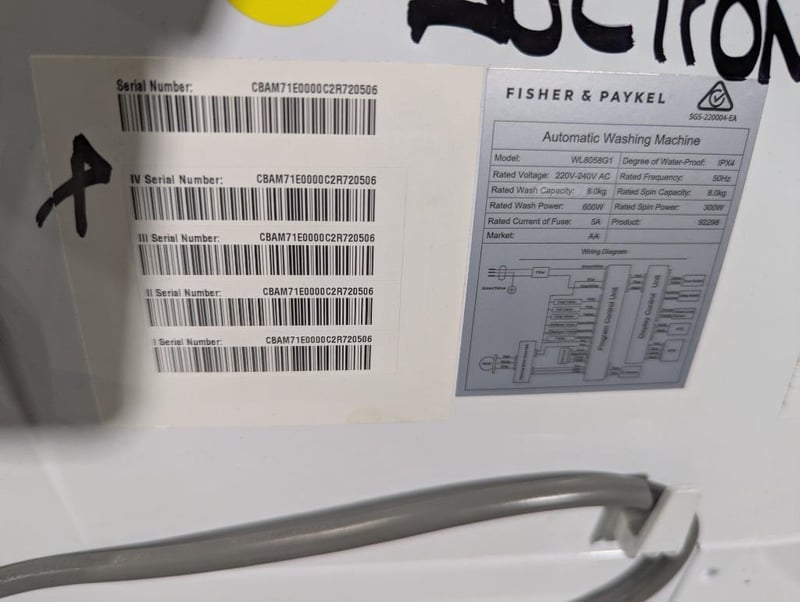 AUCTION
Serial Number: CBAM71E0000C2R720506
IV Serial Number: CBAM71E0000C2R720506
III Serial Number: CBAM71E0000C2R720506
II Serial Number: CBAM71E0000C2R720506
I Serial Number: CBAM71E0000C2R720506
FISHER & PAYKEL
SGS-220004-EA
Automatic Washing Machine
Model: WL8058G1 Degree of Water-Proof: IPX4
Rated Voltage: 220V-240V AC Rated Frequency: 50Hz
Rated Wash Capacity: 8.0kg Rated Spin Capacity: 8.0kg
Rated Wash Power: 600W Rated Spin Power: 300W
Rated Current of Fuse: 5A Product: 92298
Market: AA
Wiring Diagram
Filter
Green/Yellow
Program Control Unit
Display Control Unit